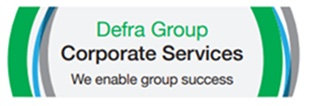 Defra Group
Corporate Services
We enable group success